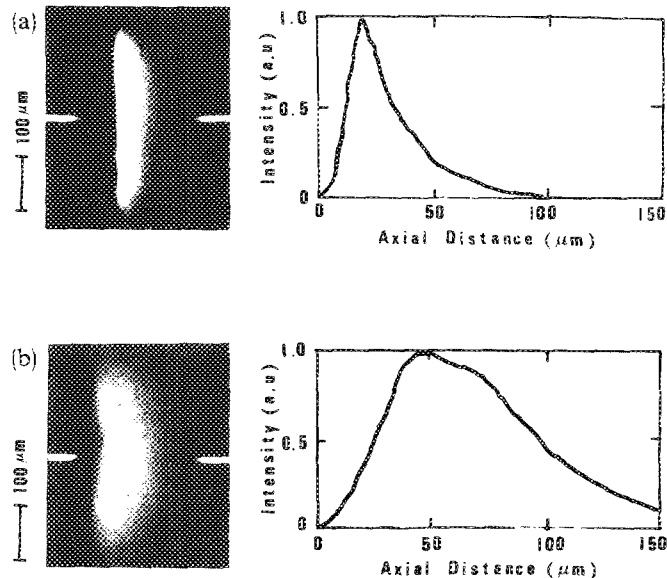 (a)
100 μm
Intensity (a.u)
1.0
0.5
0
0 50 100 150
Axial Distance (μm)
(b)
100 μm
Intensity (a.u)
1.0
0.5
0
0 50 100 150
Axial Distance (μm)